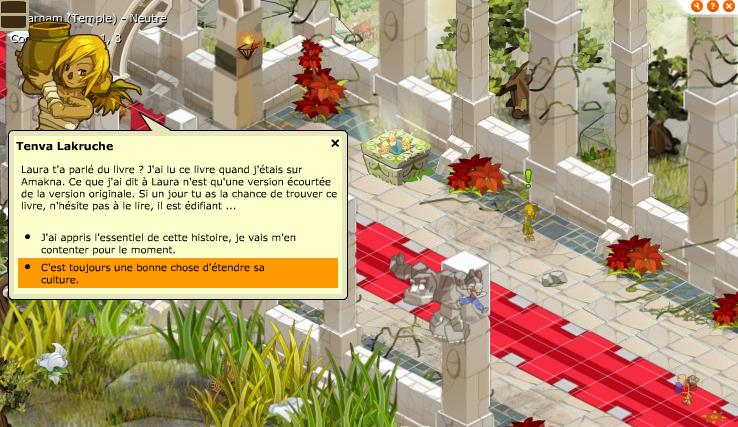 (Temple) - Neutre
Tenva Lakruche
Laura t'a parlé du livre ? J'ai lu ce livre quand j'étais sur
Amakna. Ce que j'ai dit à Laura n'est qu'une version écourtée
de la version originale. Si un jour tu as la chance de trouver ce
livre, n'hésite pas à le lire, il est édifiant ...
• J'ai appris l'essentiel de cette histoire, je vais m'en
contenter pour le moment.
• C'est toujours une bonne chose d'étendre sa
culture.